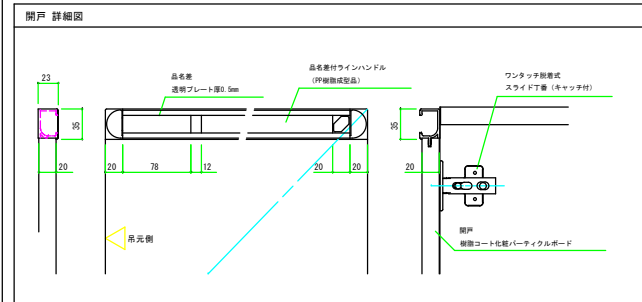 開戸 詳細図
品名差
透明プレート厚0.5mm
品名差付ラインハンドル
(PP樹脂成型品)
ワンタッチ脱着式
スライド丁番(キャッチ付)
23
35
35
20
20
78
12
20
20
20
吊元側
開戸
樹脂コート化粧パーティクルボード